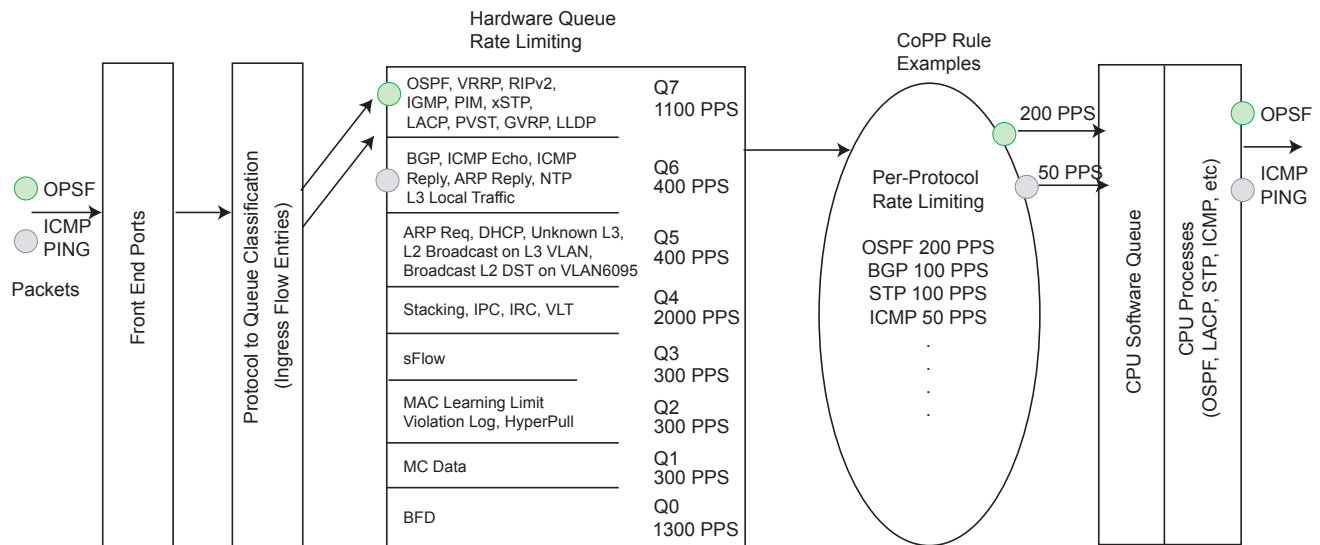 Hardware Queue
Rate Limiting
CoPP Rule
Examples
OPSF
ICMP
PING
Packets
Front End Ports
Protocol to Queue Classification
(Ingress Flow Entries)
OSPF, VRRP, RIPv2,
IGMP, PIM, xSTP,
LACP, PVST, GVRP, LLDP
Q7
1100 PPS
BGP, ICMP Echo, ICMP
Reply, ARP Reply, NTP
L3 Local Traffic
Q6
400 PPS
ARP Req, DHCP, Unknown L3,
L2 Broadcast on L3 VLAN,
Broadcast L2 DST on VLAN6095
Q5
400 PPS
Stacking, IPC, IRC, VLT
Q4
2000 PPS
sFlow
Q3
300 PPS
MAC Learning Limit
Violation Log, HyperPull
Q2
300 PPS
MC Data
Q1
300 PPS
BFD
Q0
1300 PPS
Per-Protocol
Rate Limiting
OSPF 200 PPS
BGP 100 PPS
STP 100 PPS
ICMP 50 PPS
.
.
.
.
200 PPS
50 PPS
CPU Software Queue
CPU Processes
(OSPF, LACP, STP, ICMP, etc)
OPSF
ICMP
PING